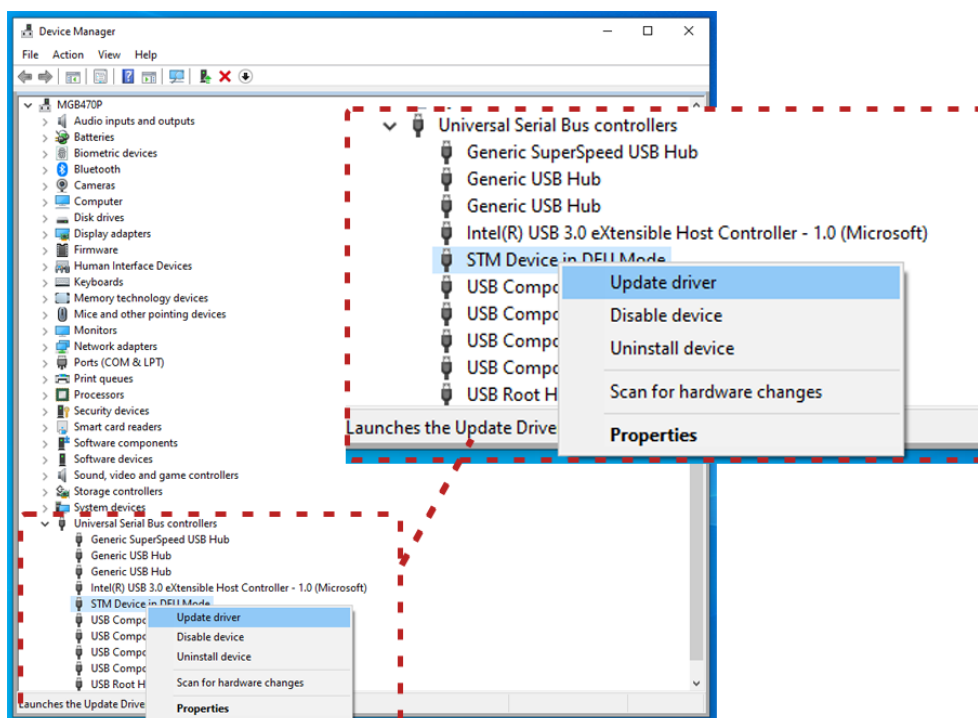 Device Manager
File Action View Help
MGB470P
Audio inputs and outputs
Batteries
Biometric devices
Bluetooth
Cameras
Computer
Disk drives
Display adapters
Firmware
Human Interface Devices
Keyboards
Memory technology devices
Mice and other pointing devices
Monitors
Network adapters
Ports (COM & LPT)
Print queues
Processors
Security devices
Smart card readers
Software components
Software devices
Sound, video and game controllers
Storage controllers
System devices
Universal Serial Bus controllers
Generic SuperSpeed USB Hub
Generic USB Hub
Generic USB Hub
Intel(R) USB 3.0 eXtensible Host Controller - 1.0 (Microsoft)
STM Device in DFU Mode
USB Compo
USB Compo
USB Compo
USB Compo
USB Root H
Update driver
Disable device
Uninstall device
Scan for hardware changes
Properties
Launches the Update Drive
Universal Serial Bus controllers
Generic SuperSpeed USB Hub
Generic USB Hub
Generic USB Hub
Intel(R) USB 3.0 eXtensible Host Controller - 1.0 (Microsoft)
STM Device in DFU Mode
USB Compo
USB Compo
USB Compo
USB Compo
USB Root H
Update driver
Disable device
Uninstall device
Scan for hardware changes
Properties
Launches the Update Drive